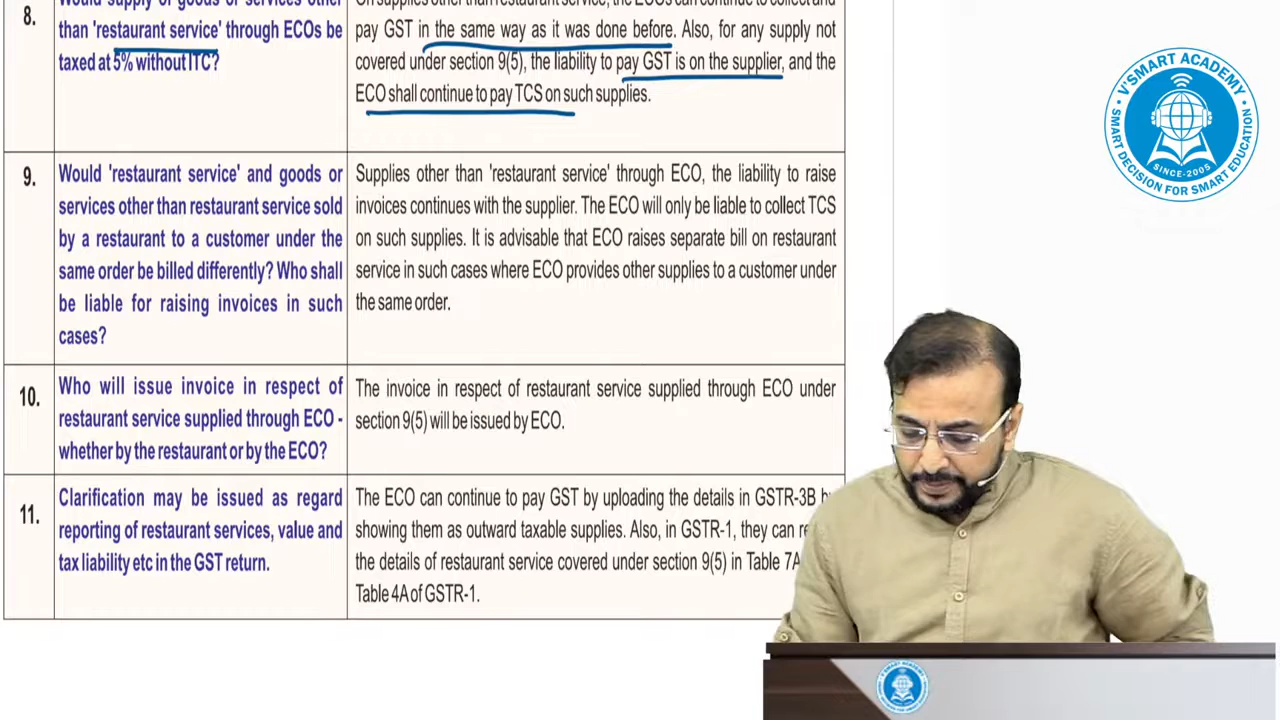 8.
Would supply of goods or services other
than 'restaurant service' through ECOs be
taxed at 5% without ITC?
On supplies other than restaurant service, the ECOs can continue to collect and
pay GST in the same way as it was done before. Also, for any supply not
covered under section 9(5), the liability to pay GST is on the supplier, and the
ECO shall continue to pay TCS on such supplies.
9.
Would 'restaurant service' and goods or
services other than restaurant service sold
by a restaurant to a customer under the
same order be billed differently? Who shall
be liable for raising invoices in such
cases?
Supplies other than 'restaurant service' through ECO, the liability to raise
invoices continues with the supplier. The ECO will only be liable to collect TCS
on such supplies. It is advisable that ECO raises separate bill on restaurant
service in such cases where ECO provides other supplies to a customer under
the same order.
10.
Who will issue invoice in respect of
restaurant service supplied through ECO -
whether by the restaurant or by the ECO?
The invoice in respect of restaurant service supplied through ECO under
section 9(5) will be issued by ECO.
11.
Clarification may be issued as regard
reporting of restaurant services, value and
tax liability etc in the GST return.
The ECO can continue to pay GST by uploading the details in GSTR-3B
showing them as outward taxable supplies. Also, in GSTR-1, they can
the details of restaurant service covered under section 9(5) in Table 7A
Table 4A of GSTR-1.
V'SMART ACADEMY
SINCE-2005
SMART DECISION FOR SMART EDUCATION